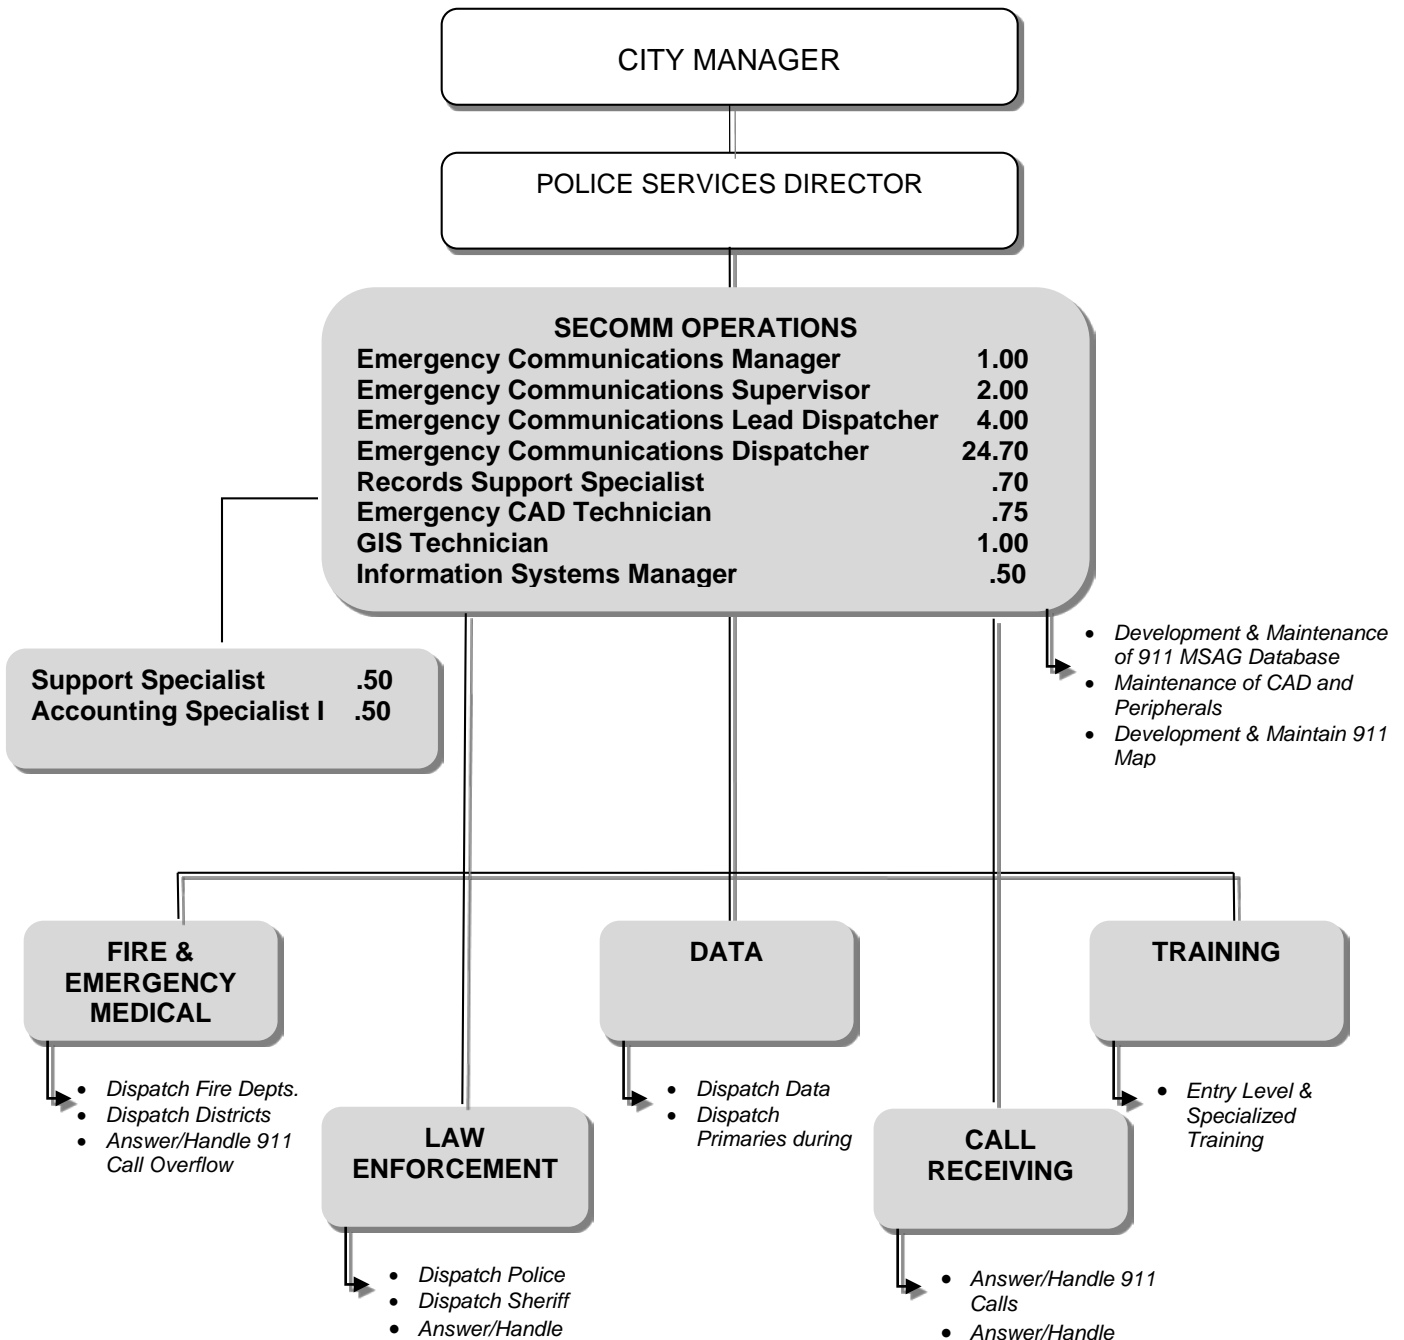 CITY MANAGER
POLICE SERVICES DIRECTOR
SECOMM OPERATIONS
Emergency Communications Manager 1.00
Emergency Communications Supervisor 2.00
Emergency Communications Lead Dispatcher 4.00
Emergency Communications Dispatcher 24.70
Records Support Specialist .70
Emergency CAD Technician .75
GIS Technician 1.00
Information Systems Manager .50
Support Specialist .50
Accounting Specialist I .50
• Development & Maintenance
of 911 MSAG Database
• Maintenance of CAD and
Peripherals
• Development & Maintain 911
Map
FIRE &
EMERGENCY
MEDICAL
• Dispatch Fire Depts.
• Dispatch Districts
• Answer/Handle 911
Call Overflow
LAW
ENFORCEMENT
• Dispatch Police
• Dispatch Sheriff
• Answer/Handle
DATA
• Dispatch Data
• Dispatch
Primaries during
CALL
RECEIVING
• Answer/Handle 911
Calls
• Answer/Handle
TRAINING
• Entry Level &
Specialized
Training